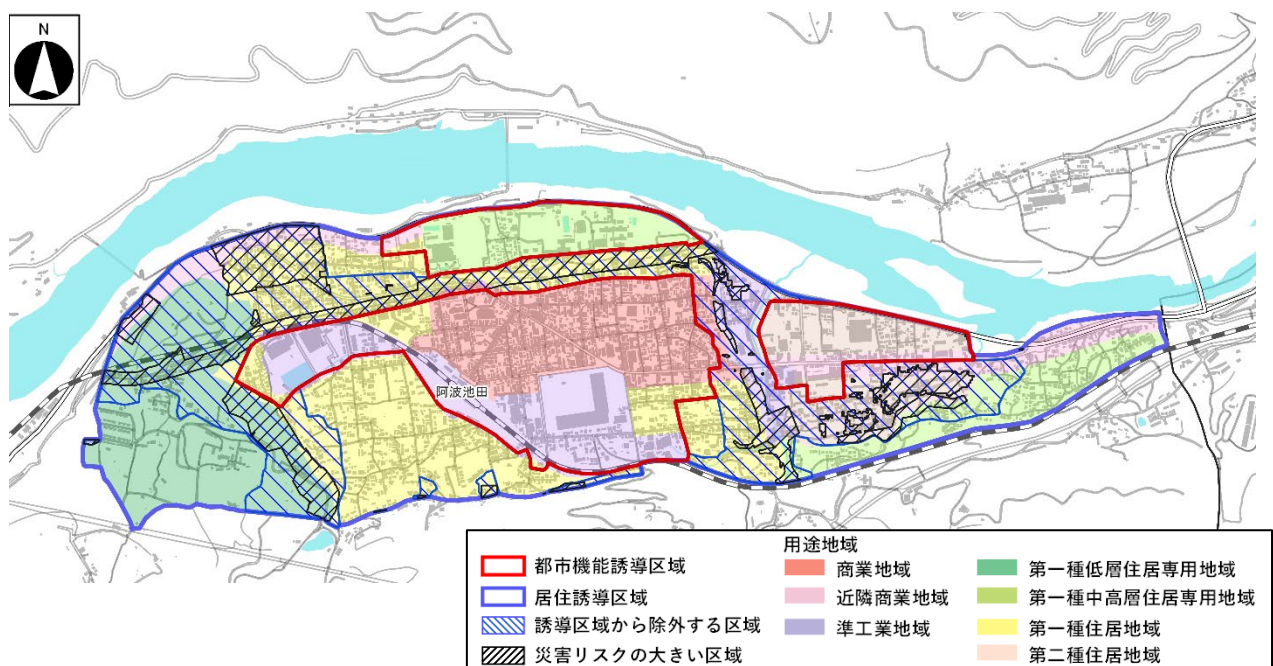 N
阿波池田
都市機能誘導区域
居住誘導区域
誘導区域から除外する区域
災害リスクの大きい区域
用途地域
商業地域
近隣商業地域
準工業地域
第一種低層住居専用地域
第一種中高層住居専用地域
第一種住居地域
第二種住居地域